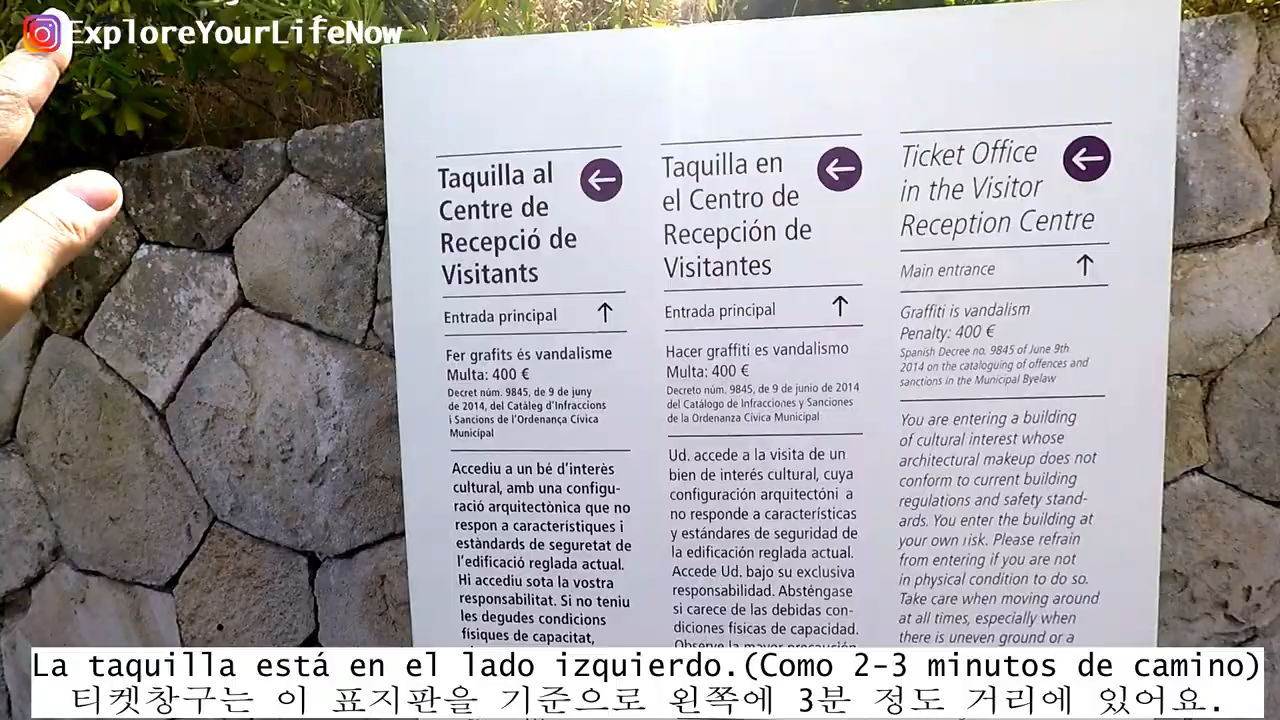 ExploreYourLifeNow
Taquilla al
Centre de
Recepció de
Visitants
Entrada principal
Fer grafits és vandalisme
Multa: 400 €
Decret núm. 9845, de 9 de juny
de 2014, del Catàleg d'Infraccions
i Sancions de l'Ordenança Cívica
Municipal
Accediu a un bé d'interès
cultural, amb una configu-
ració arquitectònica que no
respon a característiques i
estàndards de seguretat de
l'edificació reglada actual.
Hi accediu sota la vostra
responsabilitat. Si no teniu
les degudes condicions
físiques de capacitat,
Taquilla en
el Centro de
Recepción de
Visitantes
Entrada principal
Hacer graffiti es vandalismo
Multa: 400 €
Decreto núm. 9845, de 9 de junio de 2014
del Catálogo de Infracciones y Sanciones
de la Ordenanza Cívica Municipal
Ud. accede a la visita de un
bien de interés cultural, cuya
configuración arquitectóni a
no responde a características
y estándares de seguridad de
la edificación reglada actual.
Accede Ud. bajo su exclusiva
responsabilidad. Absténgase
si carece de las debidas con-
diciones físicas de capacidad.
Observe la mayor precaución
Ticket Office
in the Visitor
Reception Centre
Main entrance
Graffiti is vandalism
Penalty: 400 €
Spanish Decree no. 9845 of June 9th
2014 on the cataloguing of offences and
sanctions in the Municipal Byelaw
You are entering a building
of cultural interest whose
architectural makeup does not
conform to current building
regulations and safety stand-
ards. You enter the building at
your own risk. Please refrain
from entering if you are not
in physical condition to do so.
Take care when moving around
at all times, especially when
there is uneven ground or a
La taquilla está en el lado izquierdo.(Como 2-3 minutos de camino)
티켓창구는 이 표지판을 기준으로 왼쪽에 3분 정도 거리에 있어요.